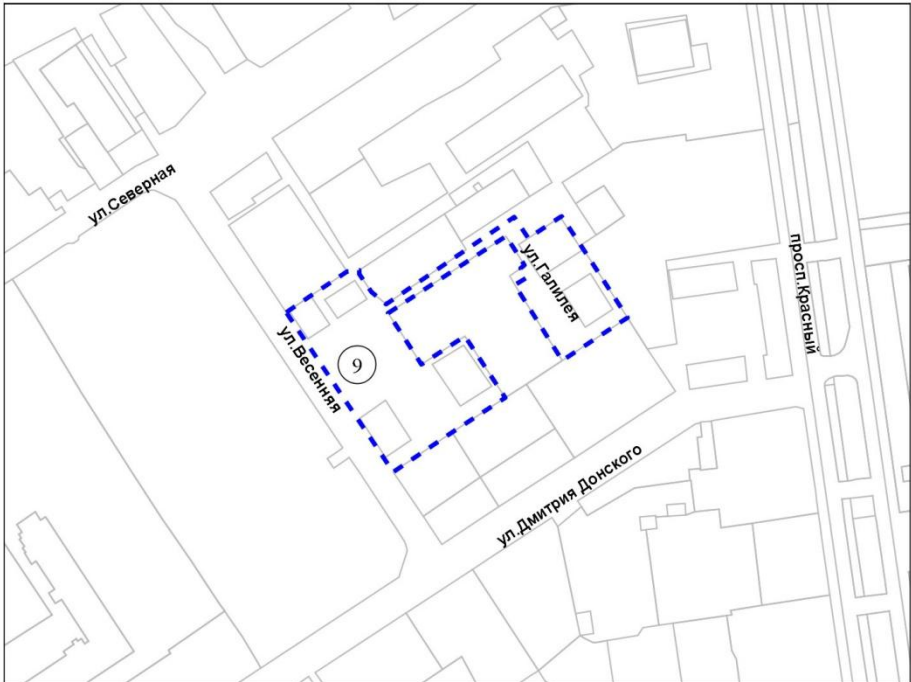 ул.Северная
ул.Галилея
просп.Красный
ул.Весенняя
9
ул.Дмитрия Донского